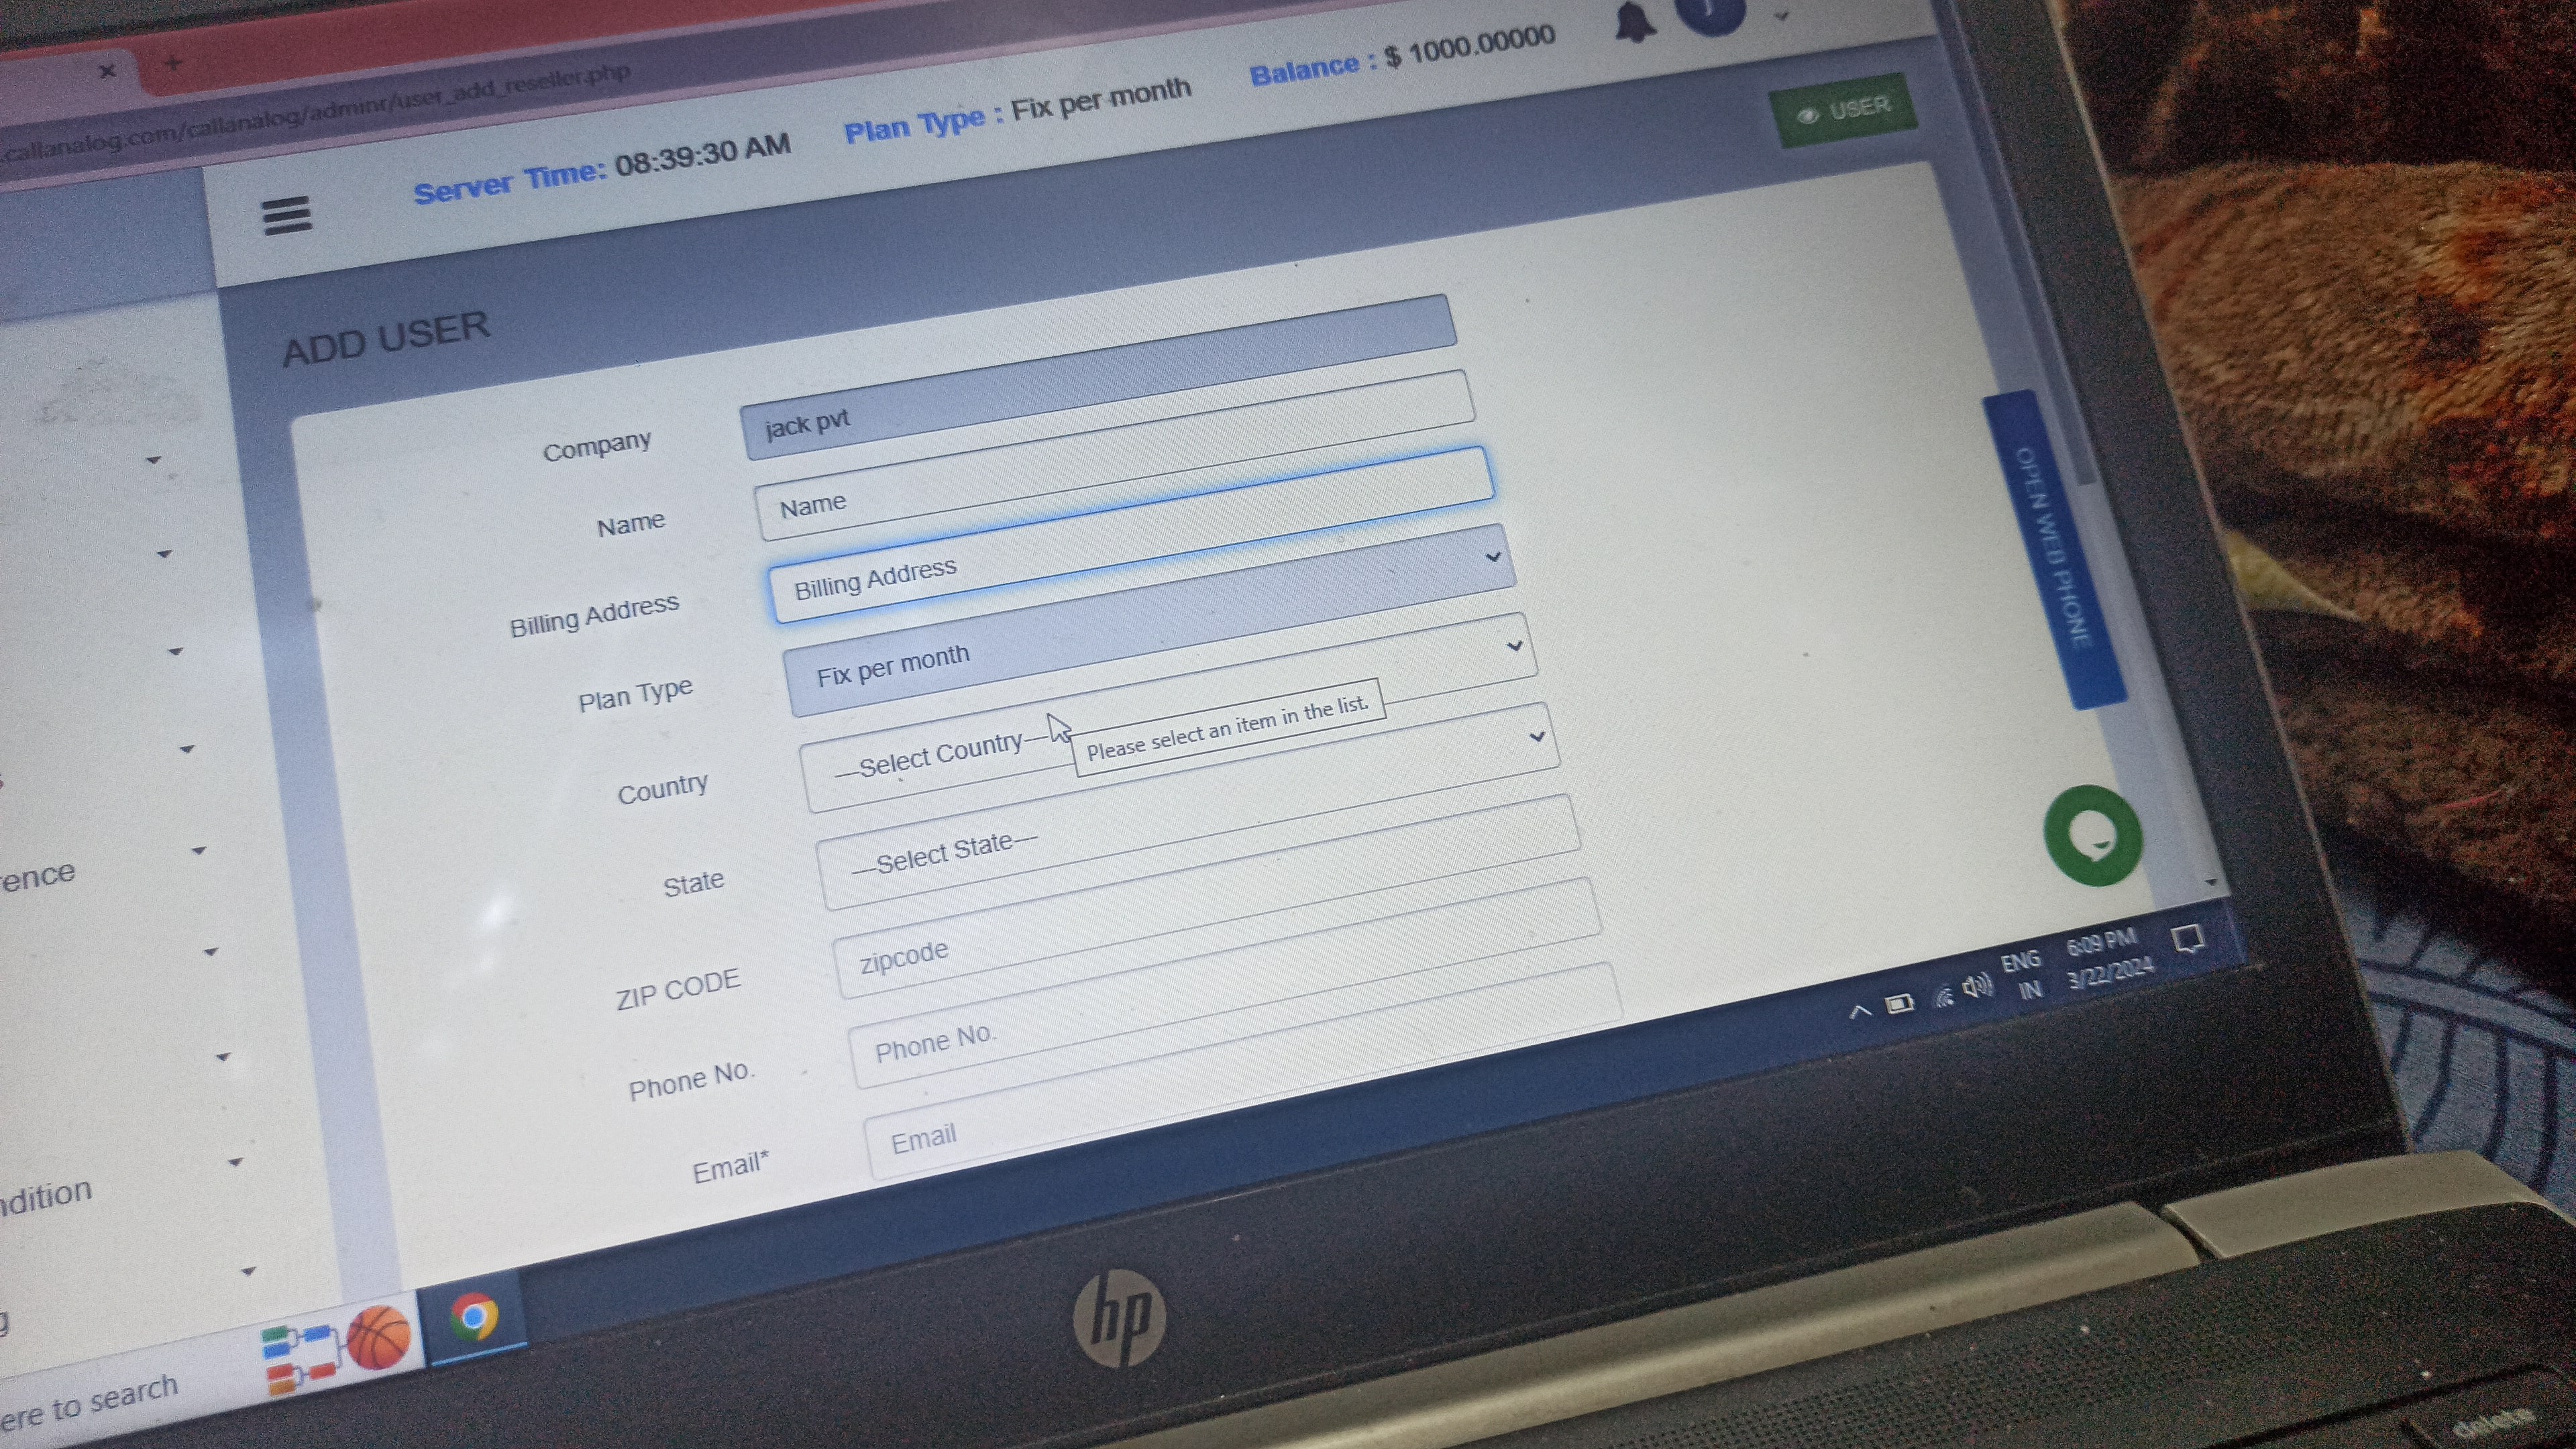 .callanalog.com/callanalog/adminr/user_add_reseller.php
Server Time: 08:39:30 AM
Plan Type : Fix per month
Balance : $ 1000.00000
USER
ADD USER
Company
jack pvt
Name
Name
Billing Address
Billing Address
Plan Type
Fix per month
Country
—Select Country—
Please select an item in the list.
State
—Select State—
ZIP CODE
zipcode
Phone No.
Phone No.
Email*
Email
OPEN WEB PHONE
ence
dition
g
ere to search
ENG
IN
6:09 PM
3/22/2024
hp
delete